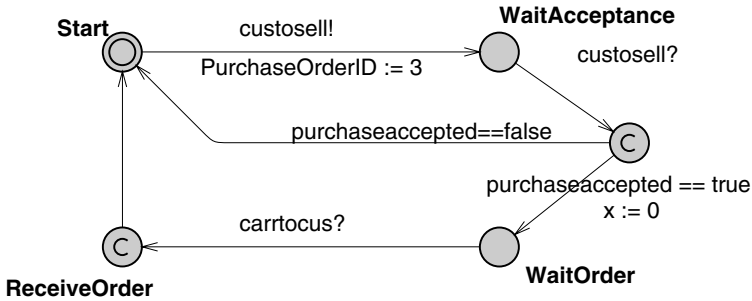 WaitAcceptance
Start
custosell!
PurchaseOrderID := 3
custosell?
purchaseaccepted==false
C
purchaseaccepted == true
x := 0
carrtocus?
C
WaitOrder
ReceiveOrder